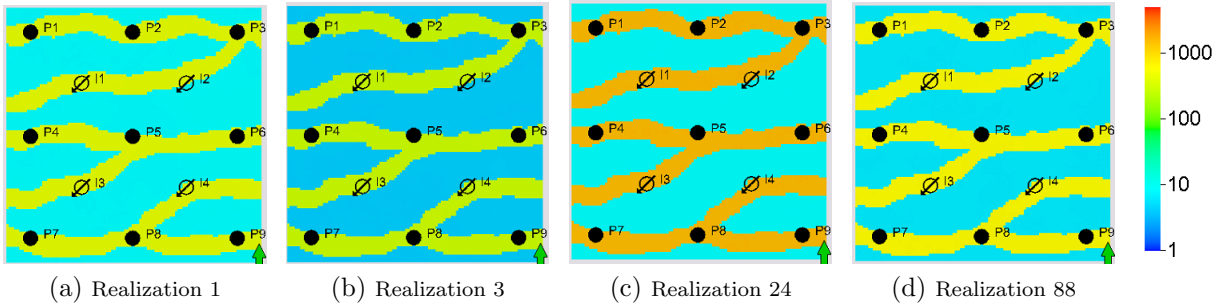 P1 P2 P3
I1 I2
P4 P5 P6
I3 I4
P7 P8 P9
(a) Realization 1
P1 P2 P3
I1 I2
P4 P5 P6
I3 I4
P7 P8 P9
(b) Realization 3
P1 P2 P3
I1 I2
P4 P5 P6
I3 I4
P7 P8 P9
(c) Realization 24
P1 P2 P3
I1 I2
P4 P5 P6
I3 I4
P7 P8 P9
(d) Realization 88
1000
100
10
1